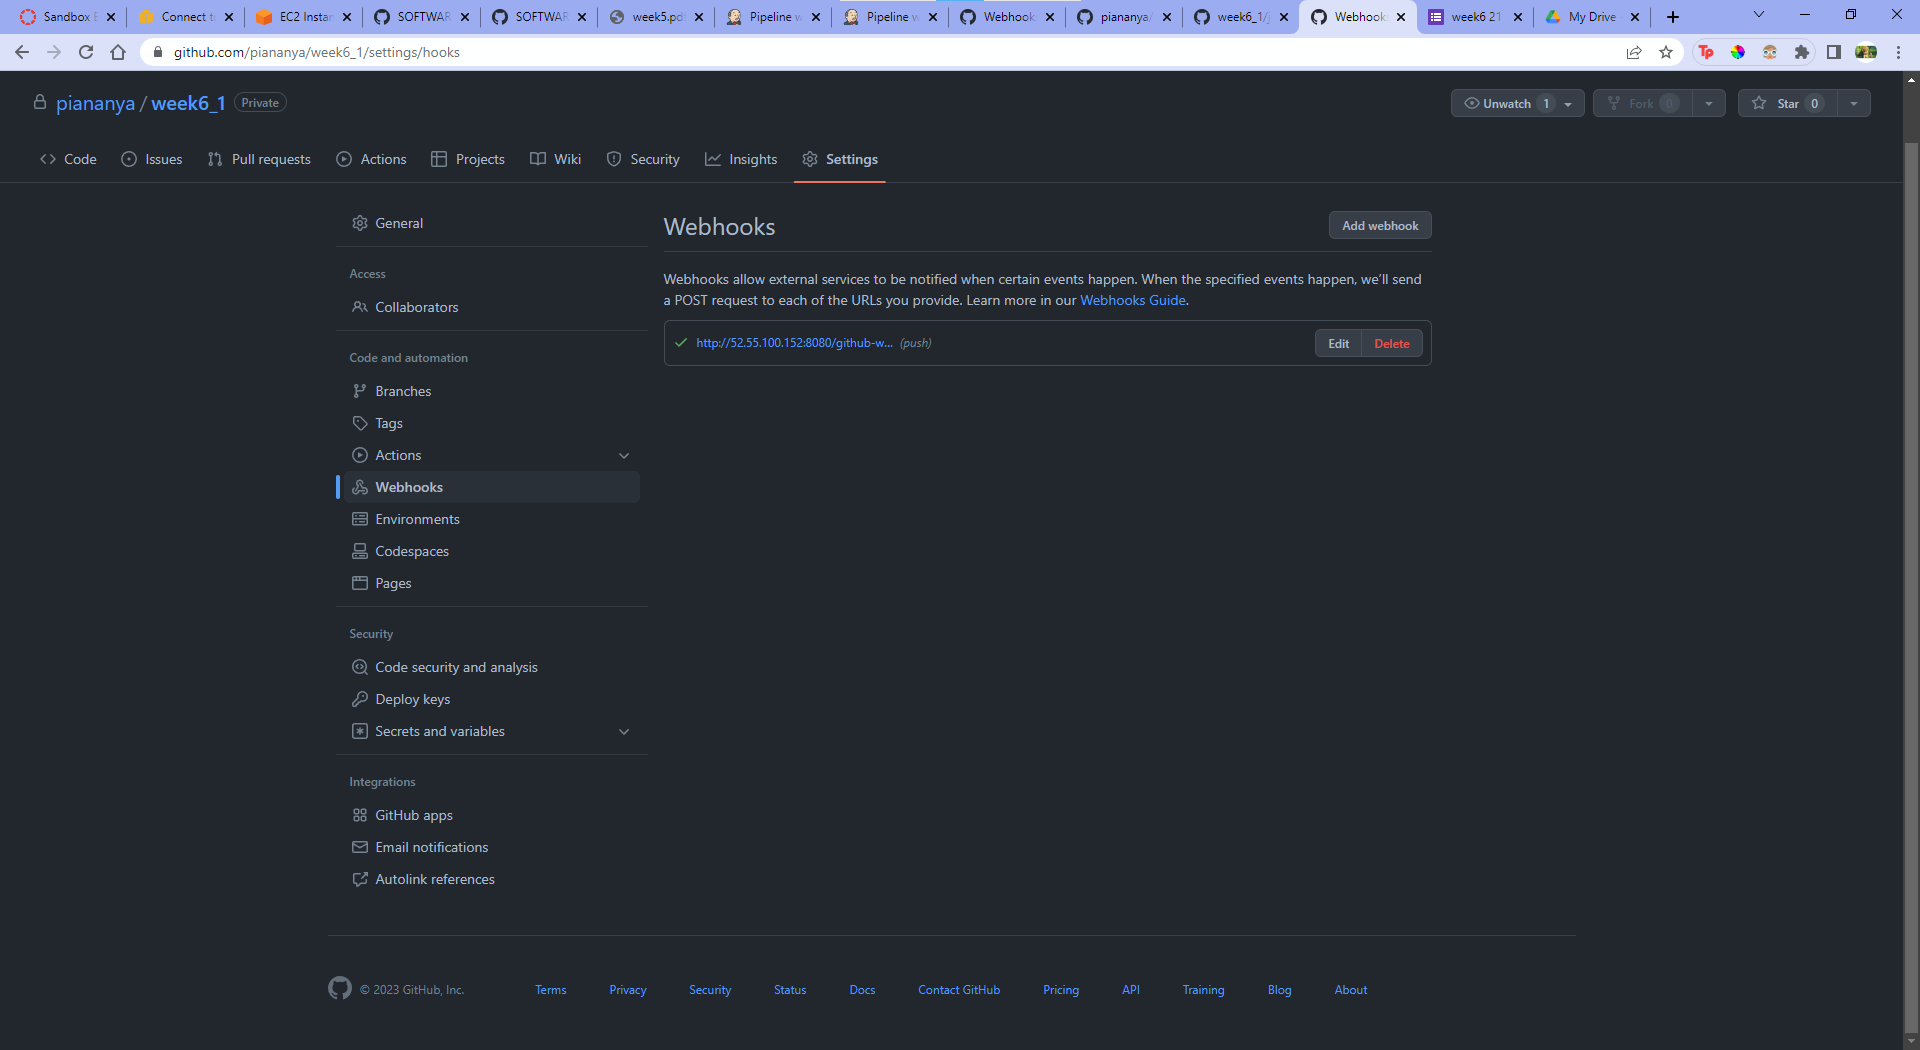 Sandbox E
Connect t
EC2 Instan
SOFTWAR
SOFTWAR
week5.pdf
Pipeline w
Pipeline w
Webhook
piananya/
week6_1/j
Webhook
week6 21
My Drive
github.com/piananya/week6_1/settings/hooks
Tp
piananya / week6_1 Private
Unwatch 1
Fork 0
Star 0
Code
Issues
Pull requests
Actions
Projects
Wiki
Security
Insights
Settings
General
Access
Collaborators
Code and automation
Branches
Tags
Actions
Webhooks
Environments
Codespaces
Pages
Security
Code security and analysis
Deploy keys
Secrets and variables
Integrations
GitHub apps
Email notifications
Autolink references
Webhooks
Add webhook
Webhooks allow external services to be notified when certain events happen. When the specified events happen, we’ll send
a POST request to each of the URLs you provide. Learn more in our Webhooks Guide.
http://52.55.100.152:8080/github-w... (push)
Edit
Delete
© 2023 GitHub, Inc.
Terms
Privacy
Security
Status
Docs
Contact GitHub
Pricing
API
Training
Blog
About